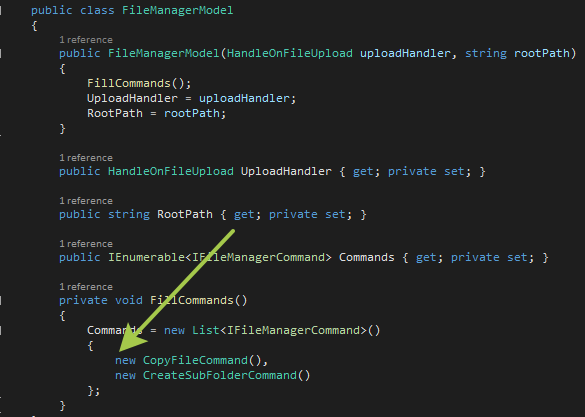 public class FileManagerModel
{
1 reference
public FileManagerModel(HandleOnFileUpload uploadHandler, string rootPath)
{
FillCommands();
UploadHandler = uploadHandler;
RootPath = rootPath;
}
1 reference
public HandleOnFileUpload UploadHandler { get; private set; }
1 reference
public string RootPath { get; private set; }
1 reference
public IEnumerable<IFileManagerCommand> Commands { get; private set; }
1 reference
private void FillCommands()
{
Commands = new List<IFileManagerCommand>()
{
new CopyFileCommand(),
new CreateSubFolderCommand()
};
}